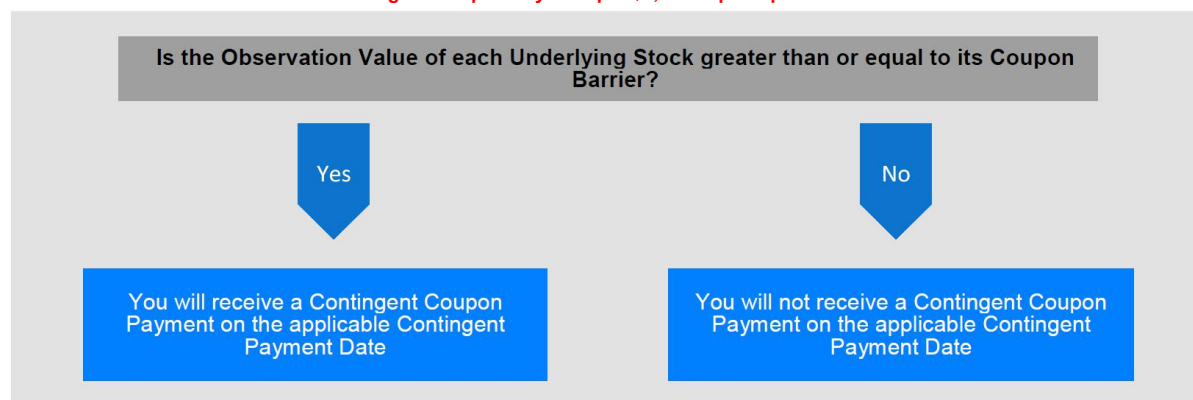 Is the Observation Value of each Underlying Stock greater than or equal to its Coupon
Barrier?
Yes
No
You will receive a Contingent Coupon
Payment on the applicable Contingent
Payment Date
You will not receive a Contingent Coupon
Payment on the applicable Contingent
Payment Date